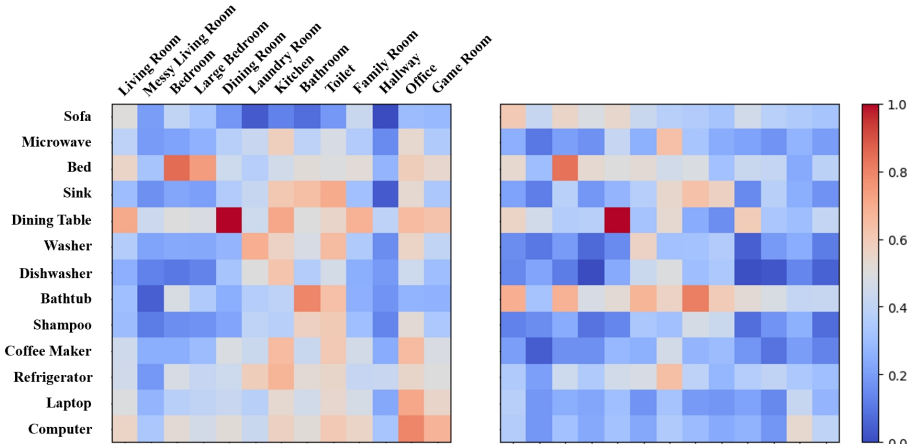 Living Room
Messy Living Room
Bedroom
Large Bedroom
Dining Room
Laundry Room
Kitchen
Bathroom
Toilet
Family Room
Hallway
Office
Game Room
Sofa
Microwave
Bed
Sink
Dining Table
Washer
Dishwasher
Bathtub
Shampoo
Coffee Maker
Refrigerator
Laptop
Computer
1.0
0.8
0.6
0.4
0.2
0.0